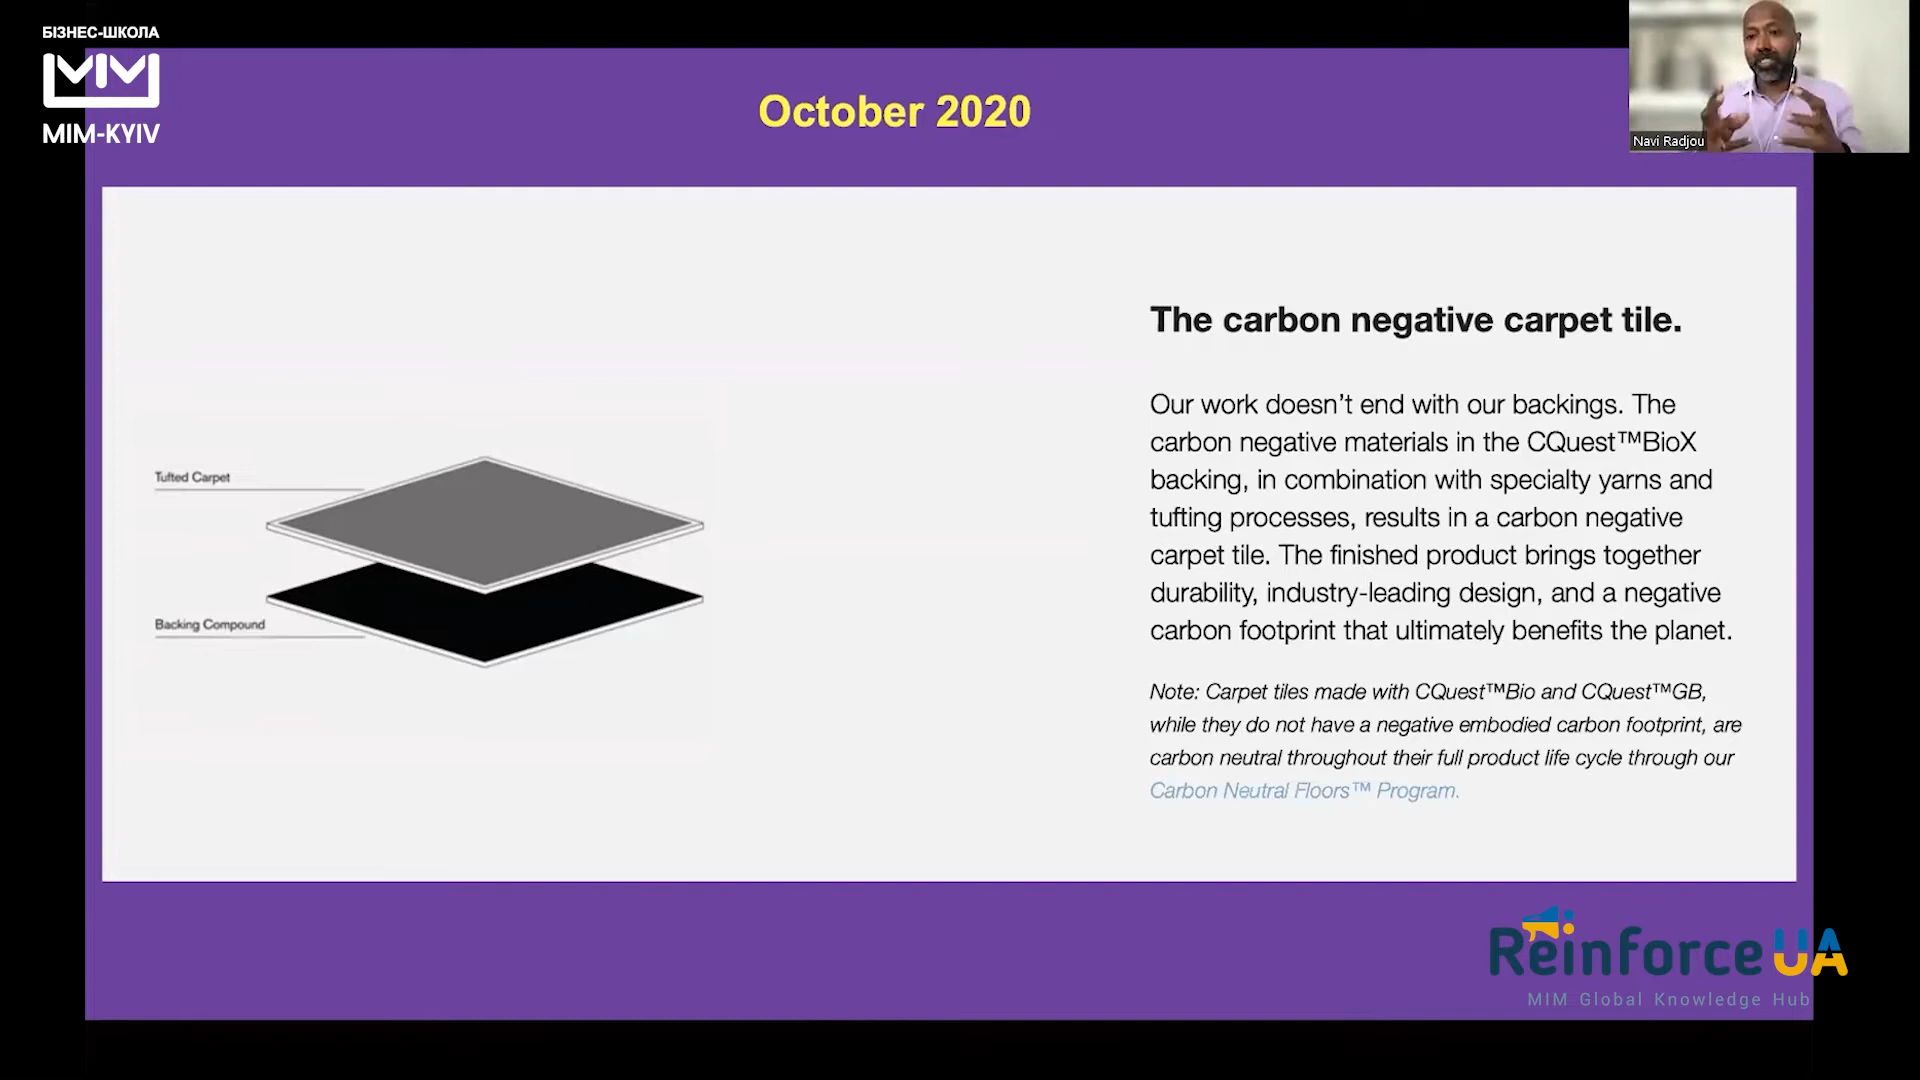 БІЗНЕС-ШКОЛА
MIM
MIM-KYIV
October 2020
Navi Radjou
The carbon negative carpet tile.
Our work doesn’t end with our backings. The
carbon negative materials in the CQuest™BioX
backing, in combination with specialty yarns and
tufting processes, results in a carbon negative
carpet tile. The finished product brings together
durability, industry-leading design, and a negative
carbon footprint that ultimately benefits the planet.
Note: Carpet tiles made with CQuest™Bio and CQuest™GB,
while they do not have a negative embodied carbon footprint, are
carbon neutral throughout their full product life cycle through our
Carbon Neutral Floors™ Program.
Tufted Carpet
Backing Compound
Reinforce UA
MIM Global Knowledge Hub